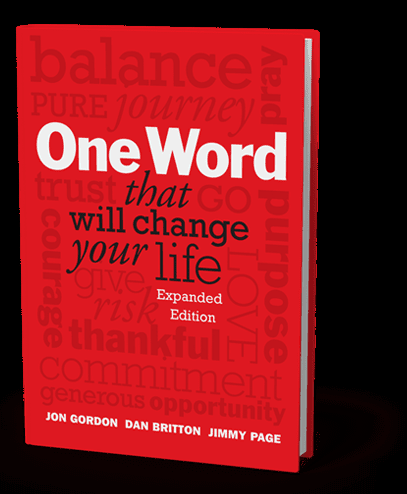 balance
pray
PURE journey
One Word
trust
that
GO
will change
purpose
courage
your life
give
LOVE
Expanded
risk
Edition
thankful
commitment
generous opportunity
JON GORDON DAN BRITTON JIMMY PAGE